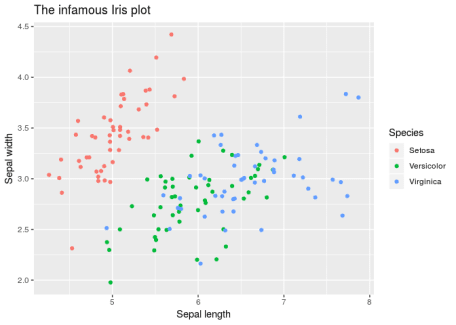 The infamous Iris plot
4.5
4.0
3.5
3.0
2.5
2.0
Sepal width
5
6
7
8
Sepal length
Species
Setosa
Versicolor
Virginica